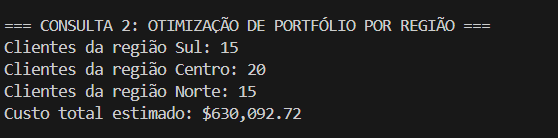 === CONSULTA 2: OTIMIZAÇÃO DE PORTFÓLIO POR REGIÃO ===
Clientes da região Sul: 15
Clientes da região Centro: 20
Clientes da região Norte: 15
Custo total estimado: $630,092.72